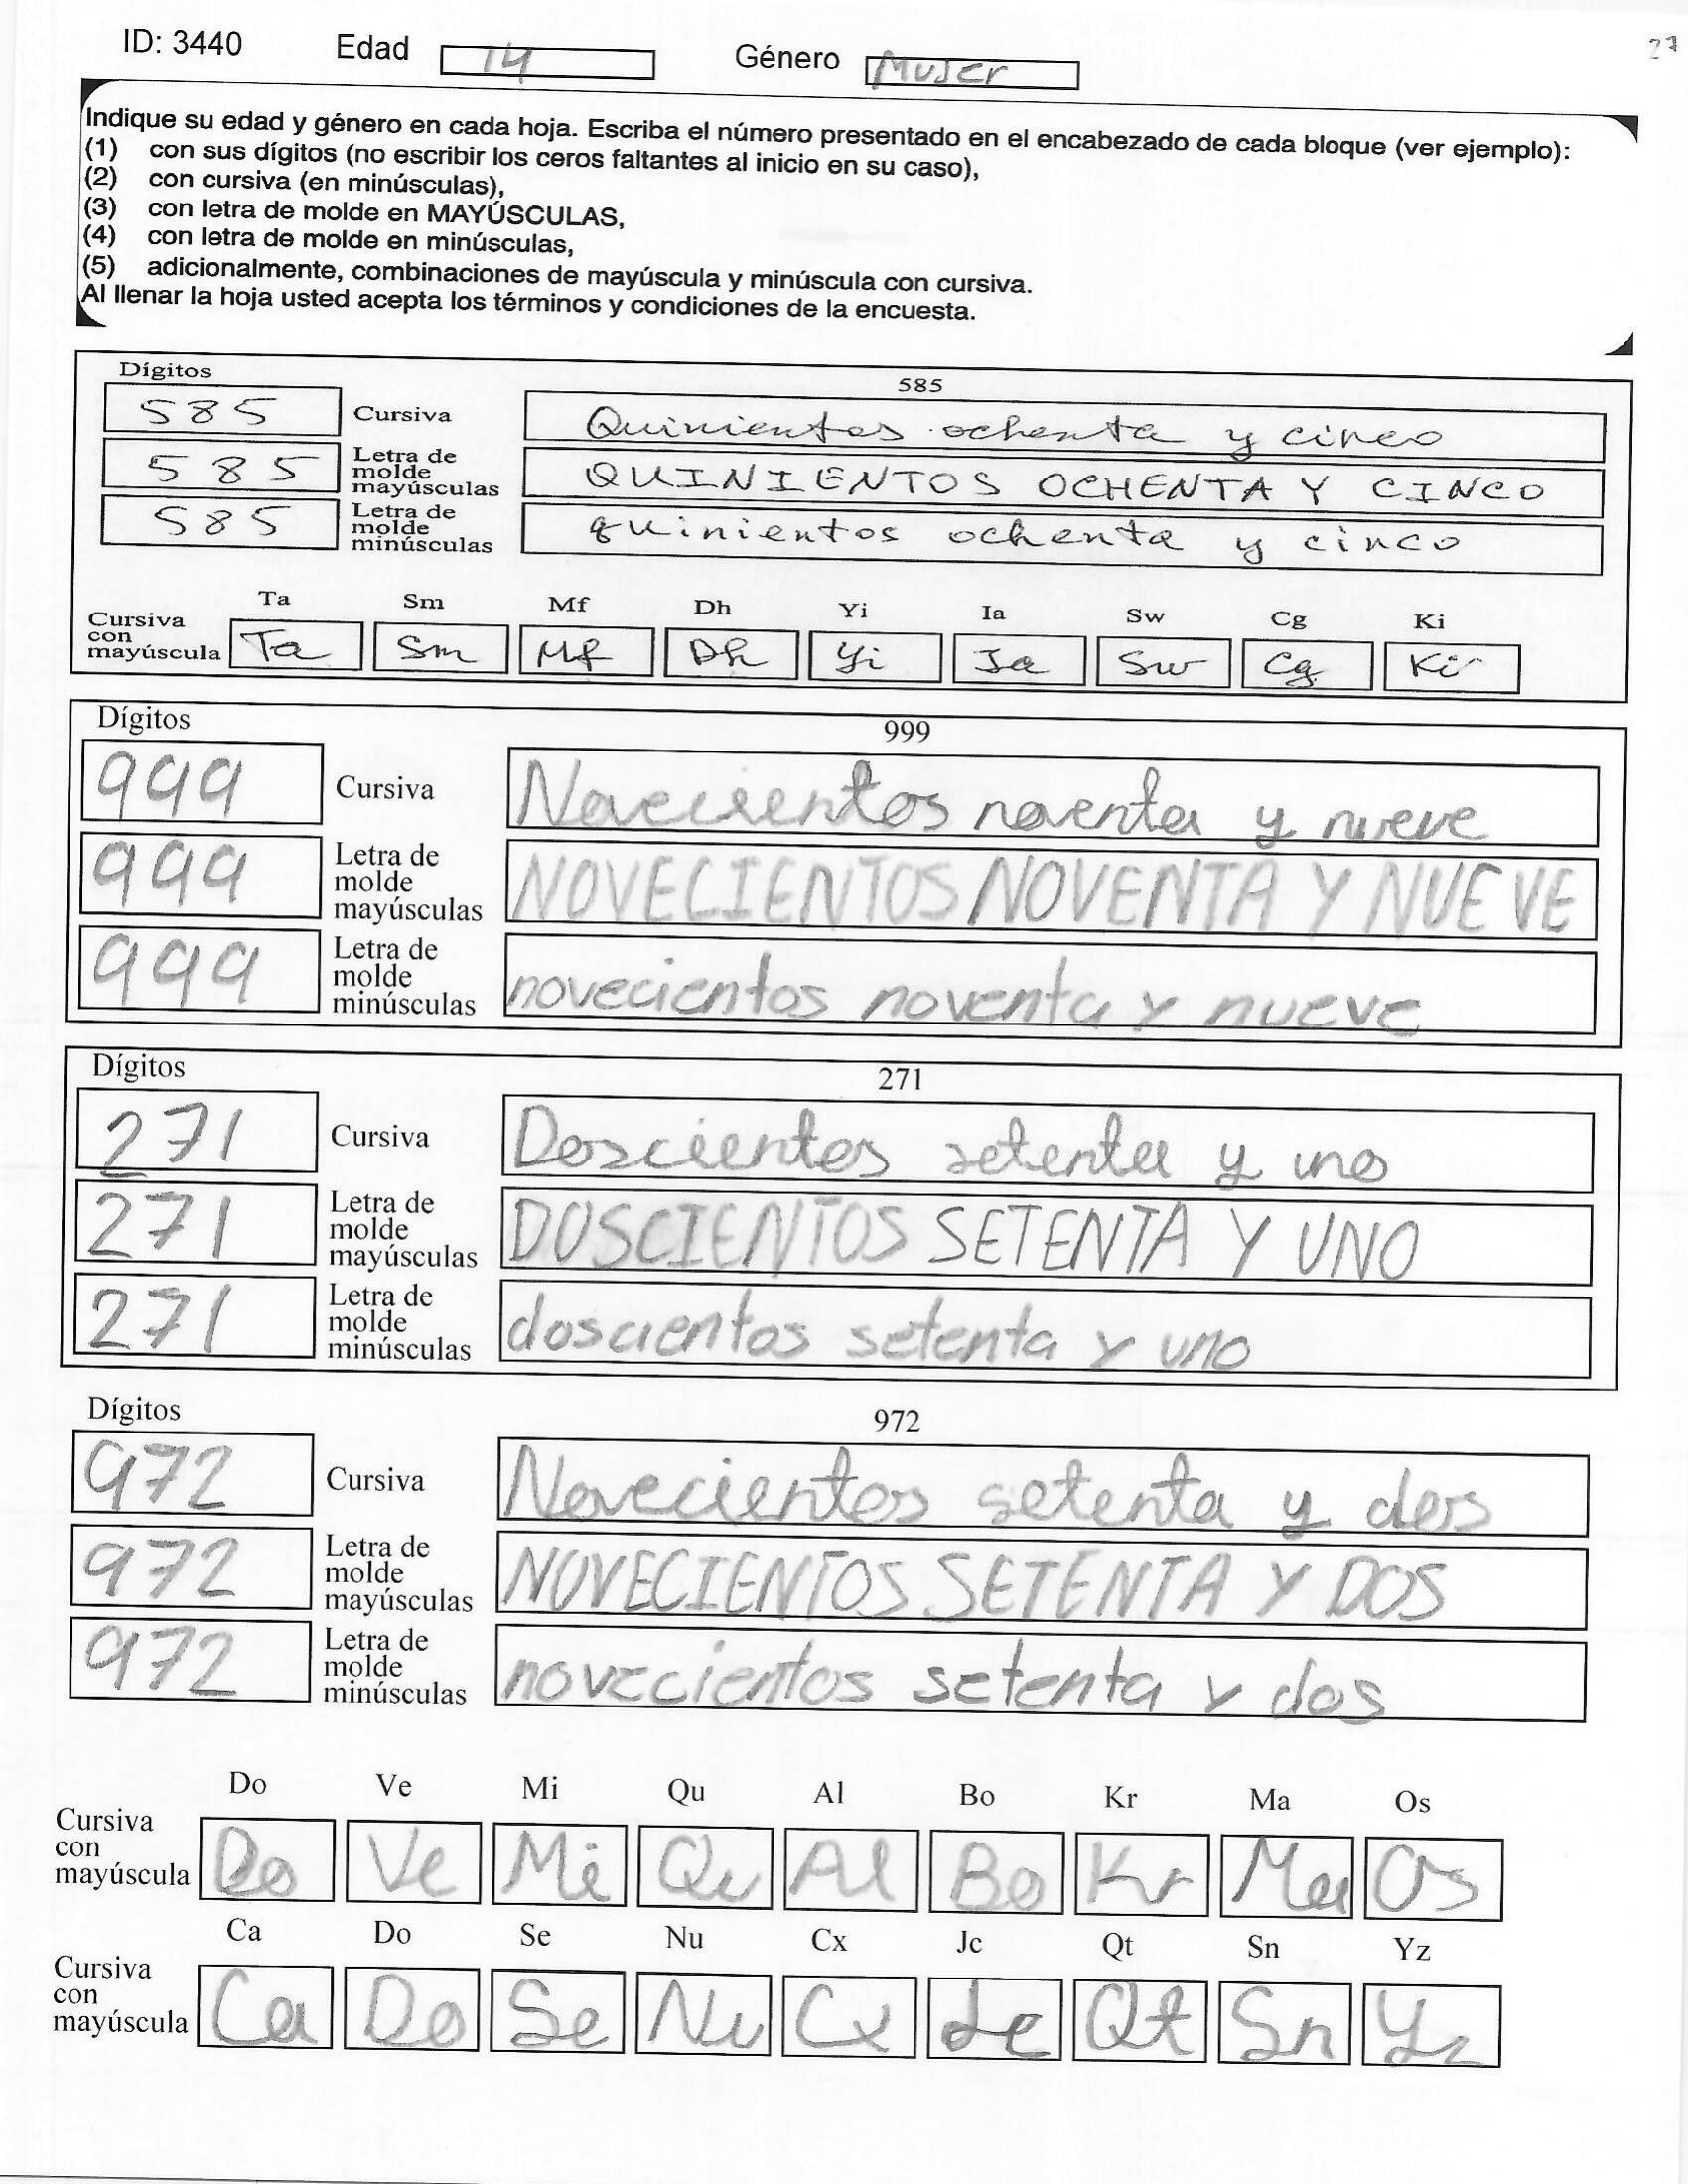 ID: 3440 Edad 14 Género Mujer 27
Indique su edad y género en cada hoja. Escriba el número presentado en el encabezado de cada bloque (ver ejemplo):
(1) con sus dígitos (no escribir los ceros faltantes al inicio en su caso),
(2) con cursiva (en minúsculas),
(3) con letra de molde en MAYÚSCULAS,
(4) con letra de molde en minúsculas,
(5) adicionalmente, combinaciones de mayúscula y minúscula con cursiva.
Al llenar la hoja usted acepta los términos y condiciones de la encuesta.
Dígitos 585
585 Cursiva Quinientos ochenta y cinco
585 Letra de molde mayúsculas QUINIENTOS OCHENTA Y CINCO
585 Letra de molde minúsculas quinientos ochenta y cinco
Ta Sm Mf Dh Yi Ia Sw Cg Ki
Cursiva con mayúscula Ta Sm Mf Dh Yi Ia Sw Cg Ki
Dígitos 999
999 Cursiva Novecientos noventa y nueve
999 Letra de molde mayúsculas NOVECIENTOS NOVENTA Y NUEVE
999 Letra de molde minúsculas novecientos noventa y nueve
Dígitos 271
271 Cursiva Doscientos setenta y uno
271 Letra de molde mayúsculas DOSCIENTOS SETENTA Y UNO
271 Letra de molde minúsculas doscientos setenta y uno
Dígitos 972
972 Cursiva Novecientos setenta y dos
972 Letra de molde mayúsculas NOVECIENTOS SETENTA Y DOS
972 Letra de molde minúsculas novecientos setenta y dos
Do Ve Mi Qu Al Bo Kr Ma Os
Cursiva con mayúscula Do Ve Mi Qu Al Bo Kr Ma Os
Ca Do Se Nu Cx Jc Qt Sn Yz
Cursiva con mayúscula Ca Do Se Nu Cx Jc Qt Sn Yz